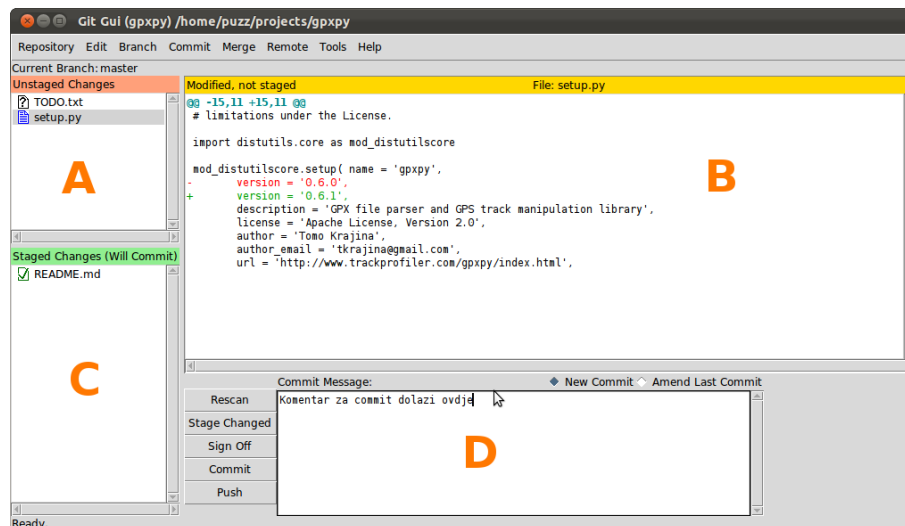 Git Gui (gpxpy) /home/puzz/projects/gpxpy
Repository Edit Branch Commit Merge Remote Tools Help
Current Branch: master
Unstaged Changes
TODO.txt
setup.py
A
Modified, not staged File: setup.py
@@ -15,11 +15,11 @@
# limitations under the License.
import distutils.core as mod_distutilscore
mod_distutilscore.setup( name = 'gpxpy',
- version = '0.6.0',
+ version = '0.6.1',
description = 'GPX file parser and GPS track manipulation library',
license = 'Apache License, Version 2.0',
author = 'Tomo Krajina',
author_email = 'tkrajina@gmail.com',
url = 'http://www.trackprofiler.com/gpxpy/index.html',
B
Staged Changes (Will Commit)
README.md
C
Commit Message: New Commit Amend Last Commit
Rescan
Stage Changed
Sign Off
Commit
Push
Komentar za commit dolazi ovdje
D
Ready.